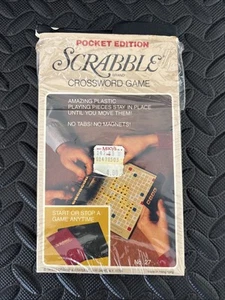 POCKET EDITION
SCRABBLE
BRAND
CROSSWORD GAME
AMAZING PLASTIC
PLAYING PIECES STAY IN PLACE
UNTIL YOU MOVE THEM!
NO TABS! NO MAGNETS!
START OR STOP A
GAME ANYTIME
No. 27